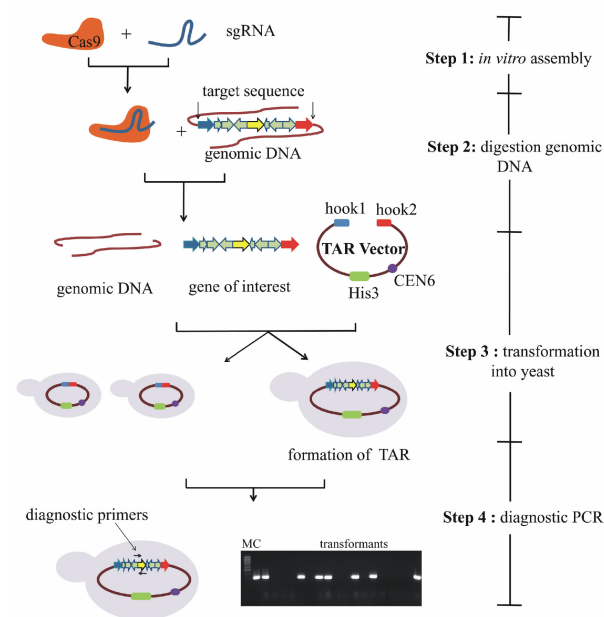 Cas9
+
sgRNA
Step 1: in vitro assembly
target sequence
+
genomic DNA
Step 2: digestion genomic
DNA
hook1 hook2
TAR Vector
CEN6
His3
genomic DNA
gene of interest
Step 3 : transformation
into yeast
formation of TAR
diagnostic primers
Step 4 : diagnostic PCR
MC transformants